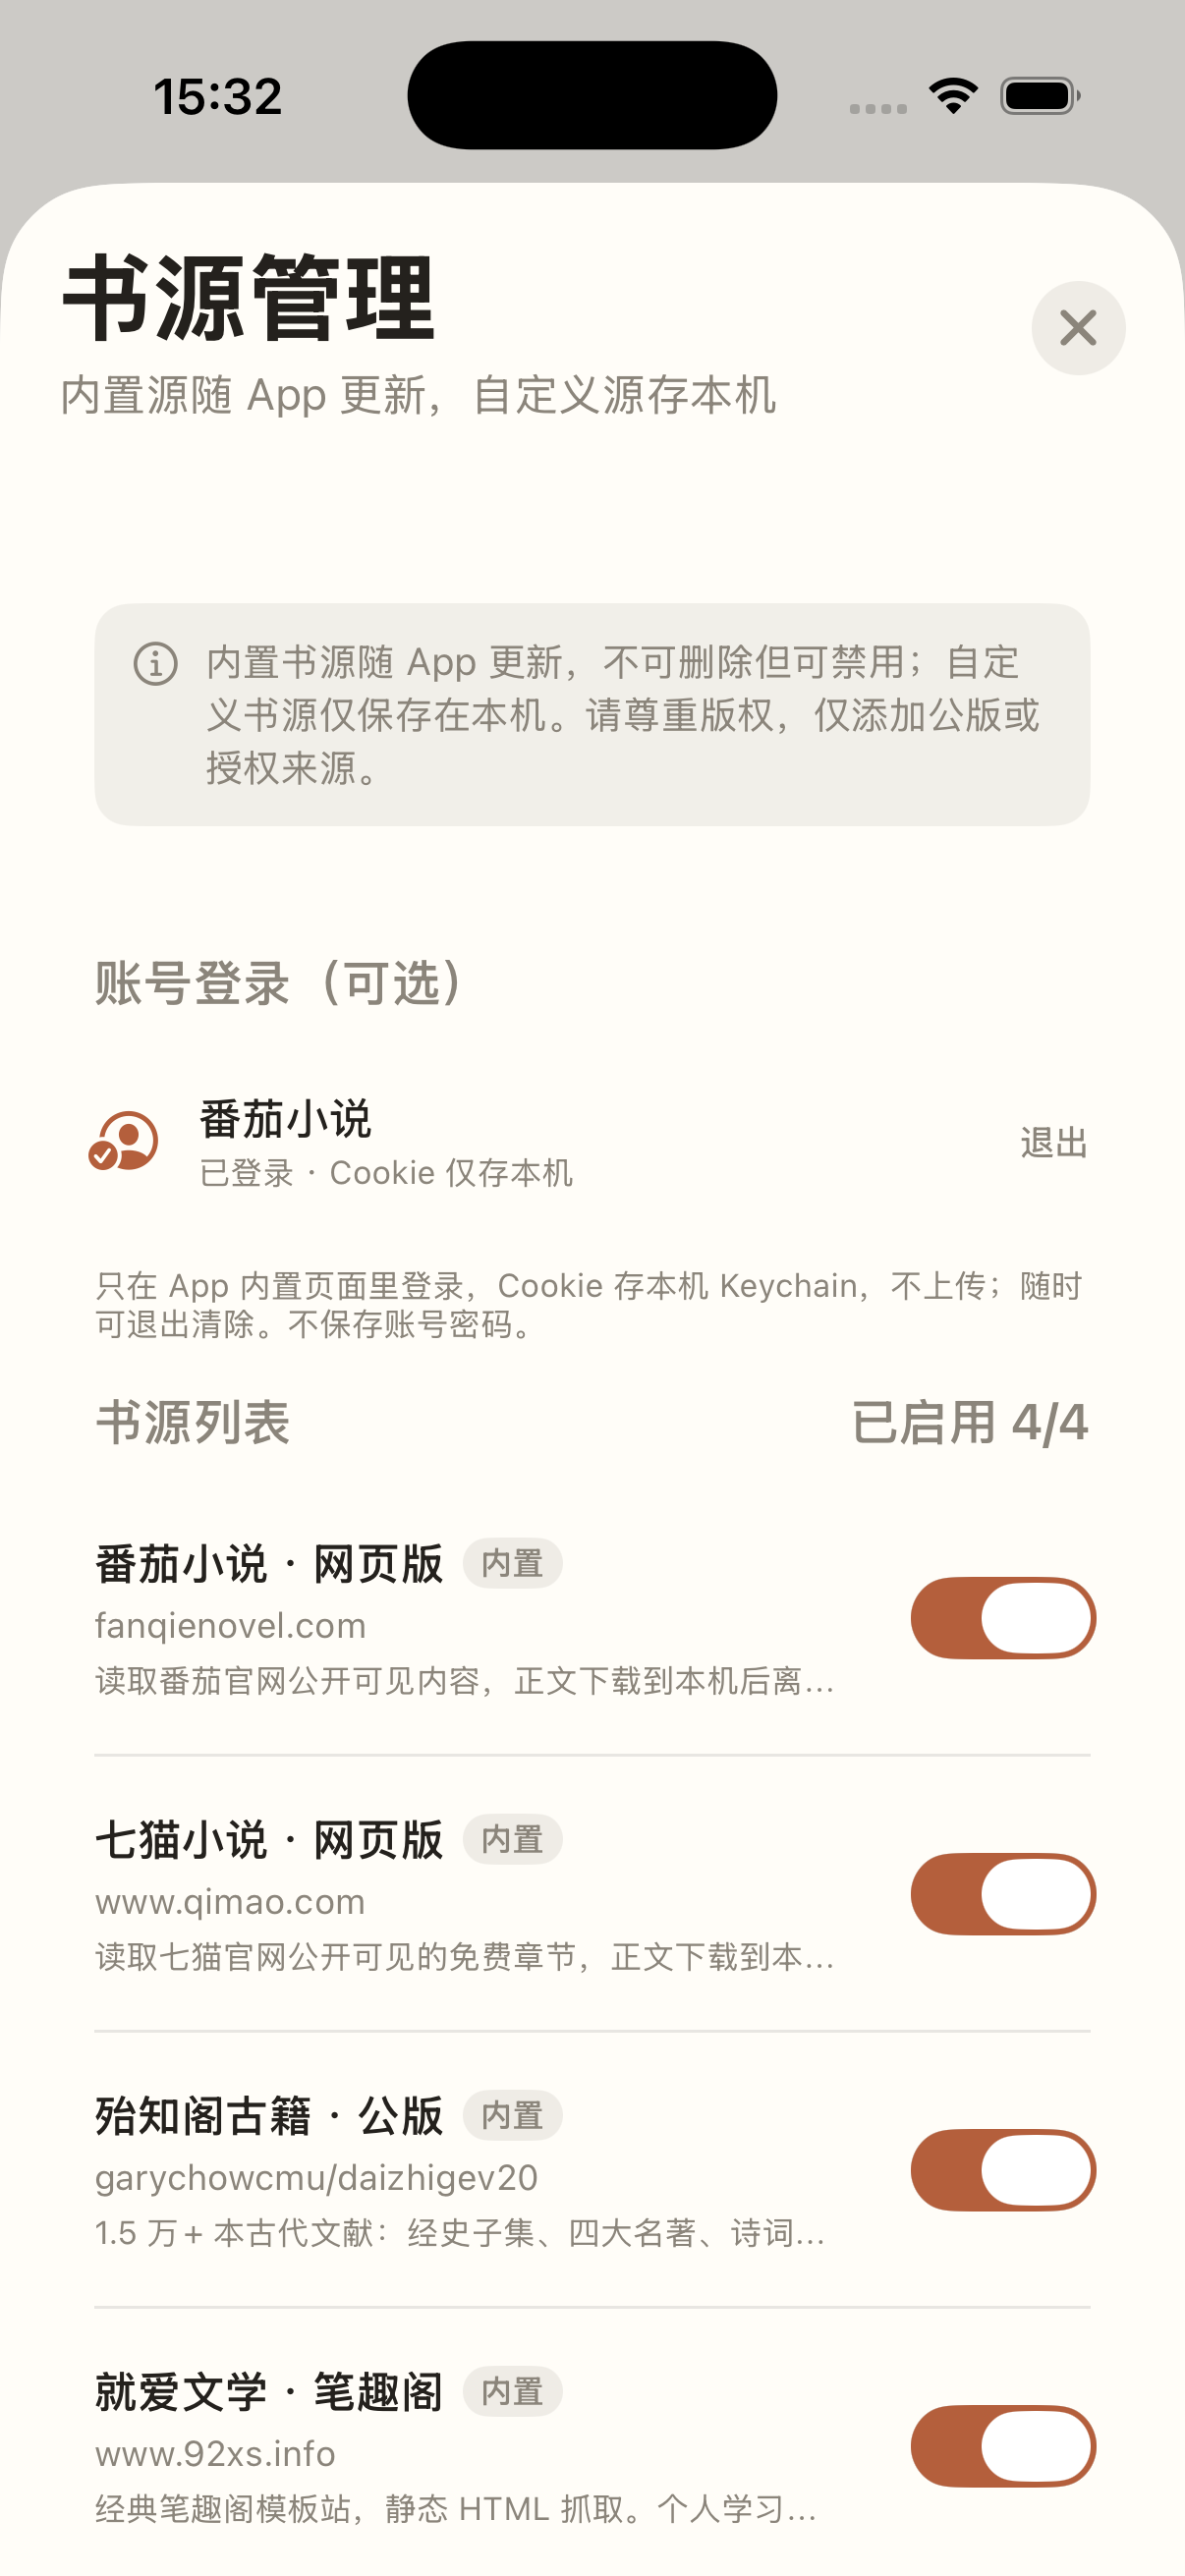 15:32
书源管理
内置源随 App 更新，自定义源存本机
内置书源随 App 更新，不可删除但可禁用；自定
义书源仅保存在本机。请尊重版权，仅添加公版或
授权来源。
账号登录（可选）
番茄小说
已登录 · Cookie 仅存本机
退出
只在 App 内置页面里登录，Cookie 存本机 Keychain，不上传；随时
可退出清除。不保存账号密码。
书源列表
已启用 4/4
番茄小说 · 网页版 内置
fanqienovel.com
读取番茄官网公开可见内容，正文下载到本机后离...
七猫小说 · 网页版 内置
www.qimao.com
读取七猫官网公开可见的免费章节，正文下载到本...
殆知阁古籍 · 公版 内置
garychowcmu/daizhigev20
1.5 万+ 本古代文献：经史子集、四大名著、诗词...
就爱文学 · 笔趣阁 内置
www.92xs.info
经典笔趣阁模板站，静态 HTML 抓取。个人学习...